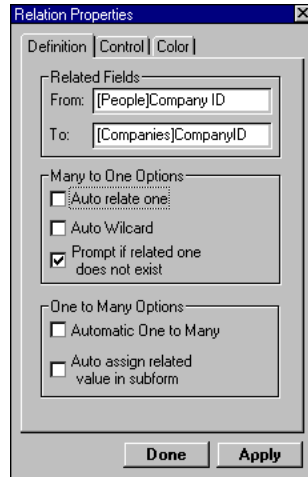 Relation Properties
Definition Control Color
Related Fields
From: [People]Company ID
To: [Companies]CompanyID
Many to One Options
Auto relate one
Auto Wilcard
Prompt if related one
does not exist
One to Many Options
Automatic One to Many
Auto assign related
value in subform
Done Apply